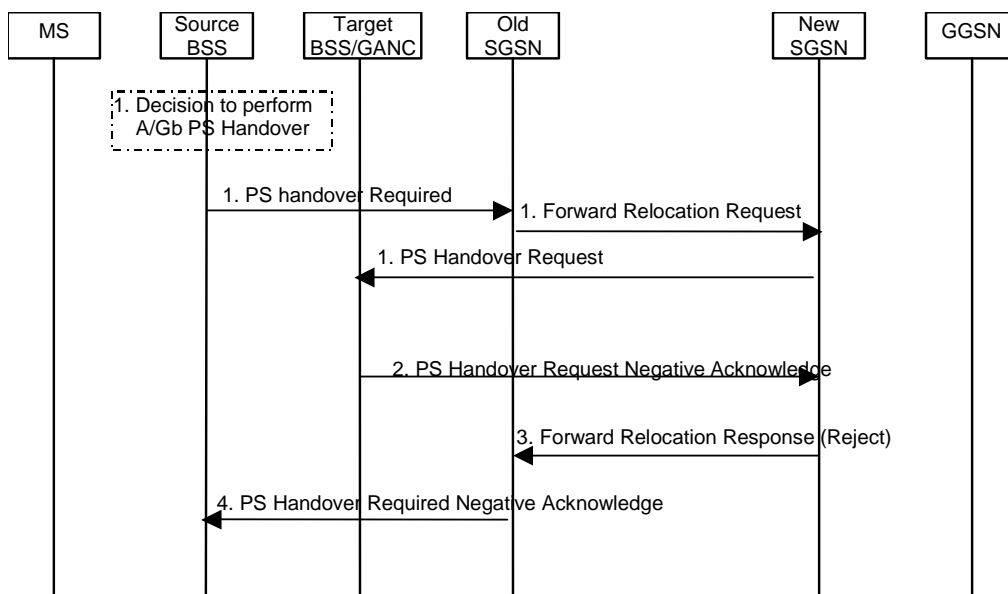 MS
Source
BSS
Target
BSS/GANC
Old
SGSN
New
SGSN
GGSN
1. Decision to perform
A/Gb PS Handover
1. PS handover Required
1. Forward Relocation Request
1. PS Handover Request
2. PS Handover Request Negative Acknowledge
3. Forward Relocation Response (Reject)
4. PS Handover Required Negative Acknowledge